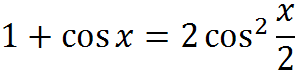 1 + cos x = 2 cos² x/2